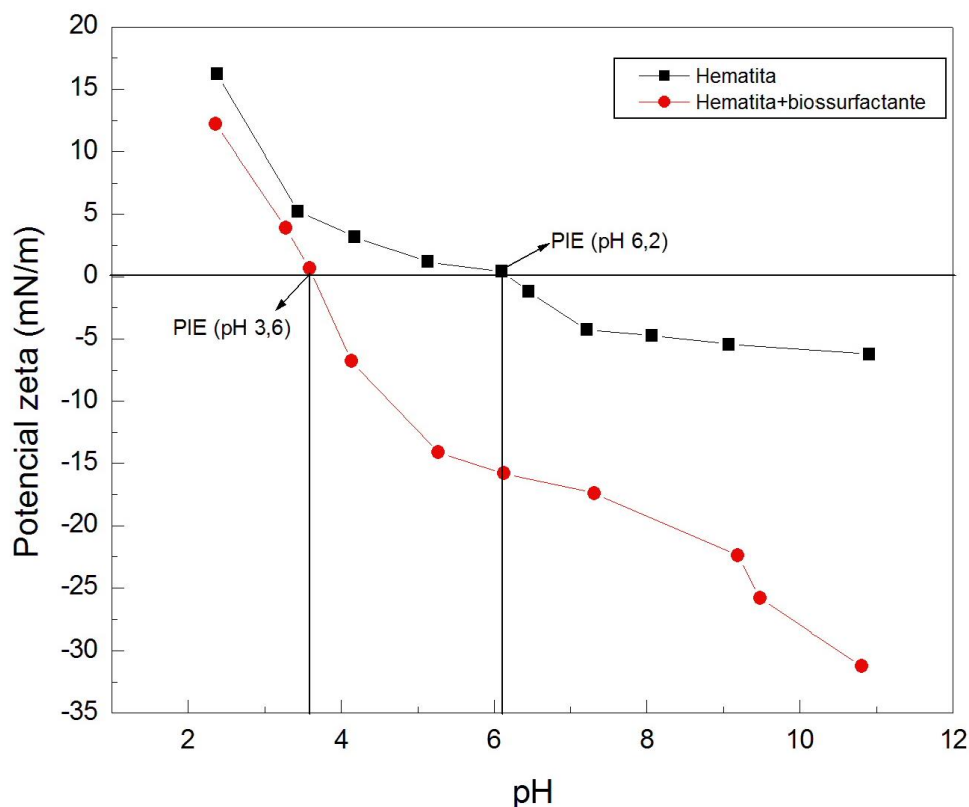 20
15
10
5
0
-5
-10
-15
-20
-25
-30
-35
Potencial zeta (mN/m)
Hematita
Hematita+biossurfactante
PIE (pH 6,2)
PIE (pH 3,6)
2 4 6 8 10 12
pH